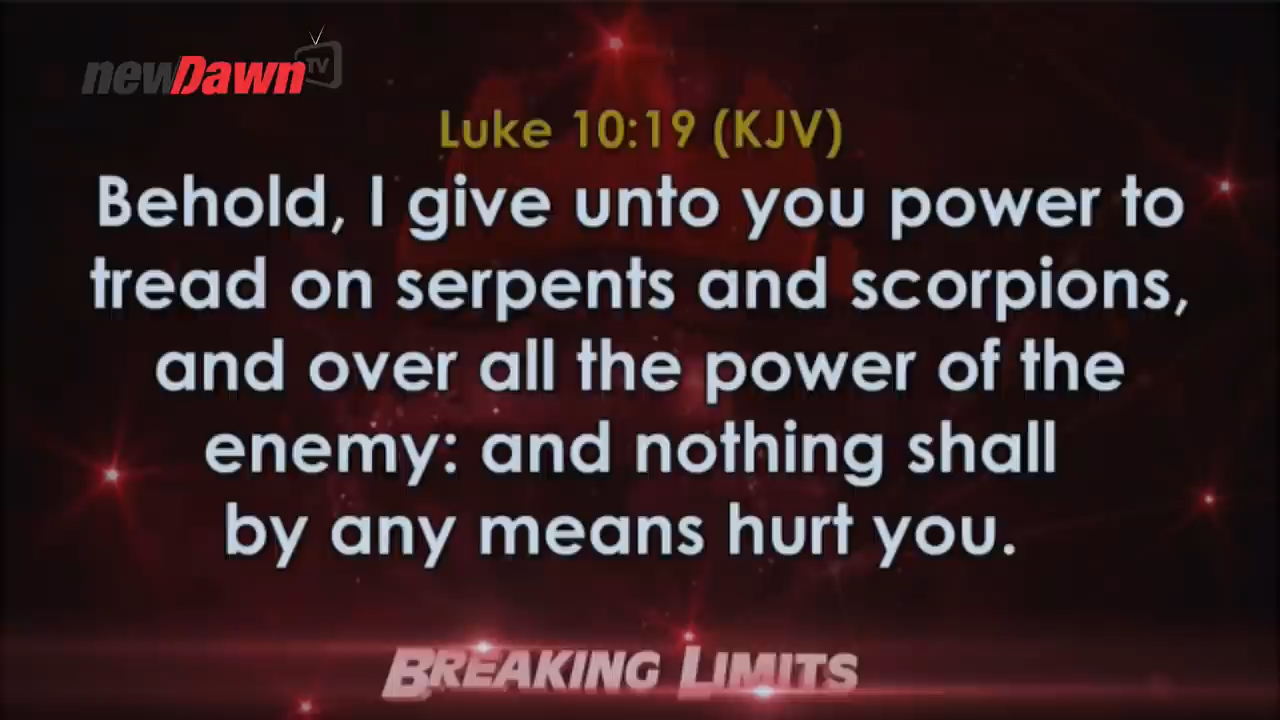 newDawn TV
Luke 10:19 (KJV)
Behold, I give unto you power to
tread on serpents and scorpions,
and over all the power of the
enemy: and nothing shall
by any means hurt you.
BREAKING LIMITS